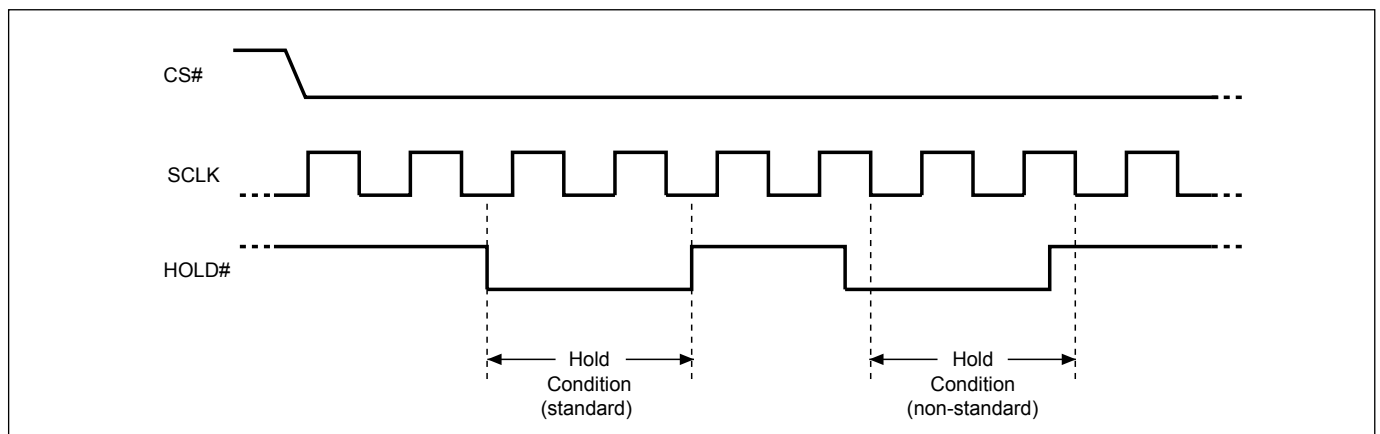 CS#
SCLK
HOLD#
Hold
Condition
(standard)
Hold
Condition
(non-standard)